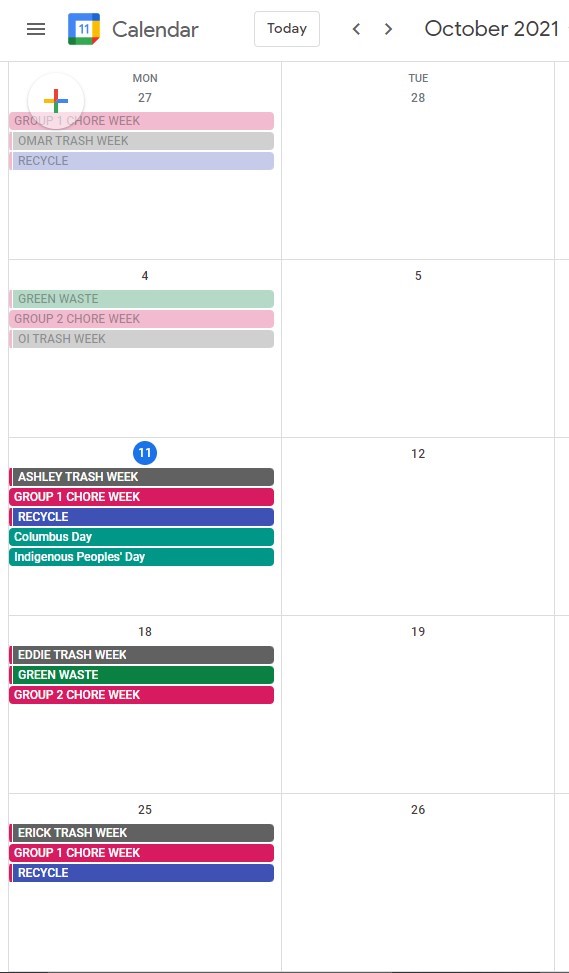 11 Calendar Today October 2021
MON TUE
27 28
GROUP 1 CHORE WEEK
OMAR TRASH WEEK
RECYCLE
4 5
GREEN WASTE
GROUP 2 CHORE WEEK
OI TRASH WEEK
11 12
ASHLEY TRASH WEEK
GROUP 1 CHORE WEEK
RECYCLE
Columbus Day
Indigenous Peoples' Day
18 19
EDDIE TRASH WEEK
GREEN WASTE
GROUP 2 CHORE WEEK
25 26
ERICK TRASH WEEK
GROUP 1 CHORE WEEK
RECYCLE